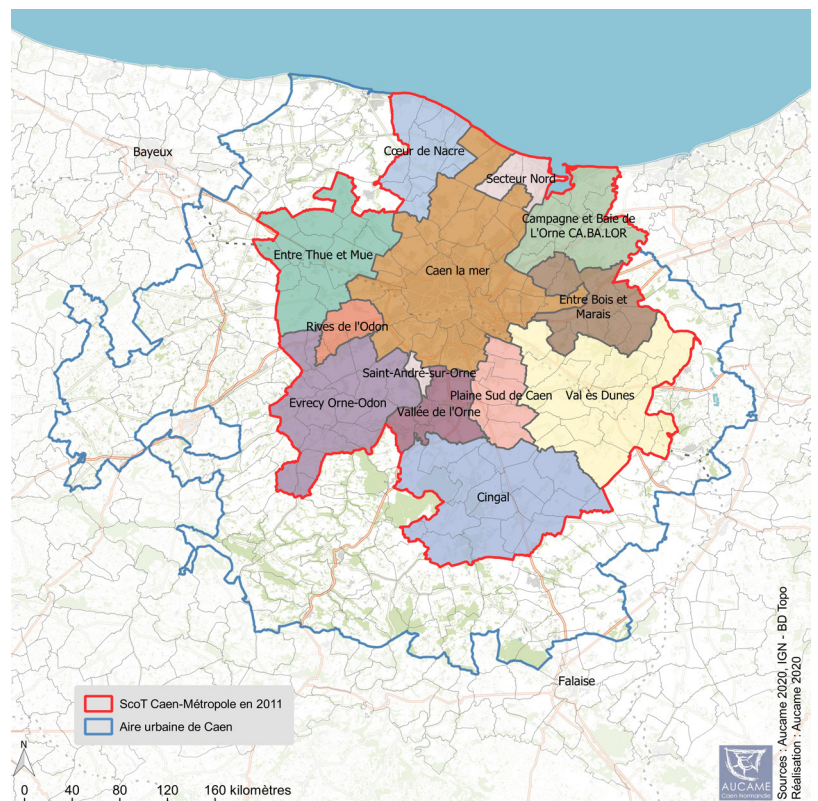 Bayeux
Cœur de Nacre
Secteur Nord
Campagne et Baie de
L'Orne CA.BA.LOR
Entre Thue et Mue
Caen la mer
Entre Bois et
Marais
Rives de l'Odon
Saint-André-sur-Orne
Plaine Sud de Caen
Val ès Dunes
Evrecy Orne-Odon
Vallée de l'Orne
Cingal
Falaise
ScoT Caen-Métropole en 2011
Aire urbaine de Caen
N
0 40 80 120 160 kilomètres
AUCAME
Caen Normandie
Sources : Aucame 2020, IGN - BD Topo
Réalisation : Aucame 2020